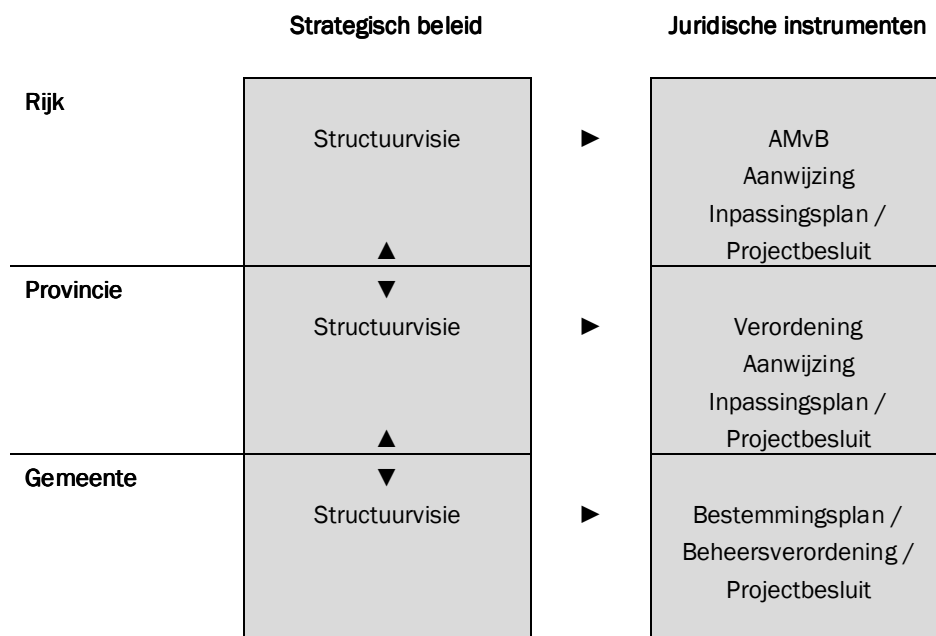 Strategisch beleid Juridische instrumenten
Rijk
Structuurvisie ► AMvB
Aanwijzing
Inpassingsplan /
▲ Projectbesluit
Provincie ▼
Structuurvisie ► Verordening
Aanwijzing
Inpassingsplan /
▲ Projectbesluit
Gemeente ▼
Structuurvisie ► Bestemmingsplan /
Beheersverordening /
Projectbesluit